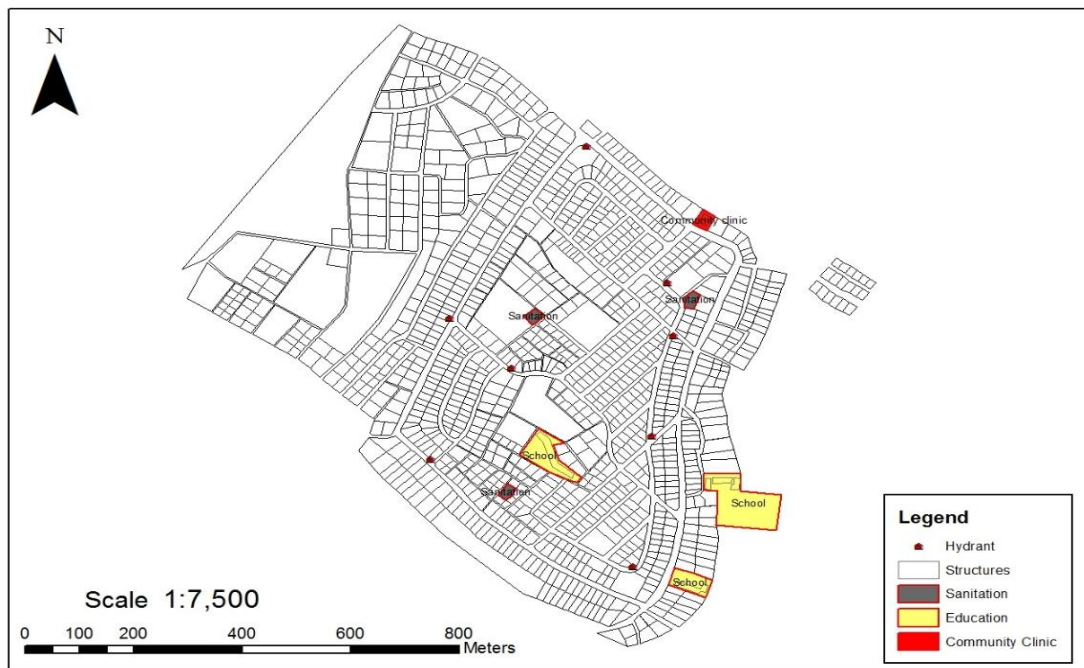 N
Community clinic
Sanitation
Sanitation
School
Sanitation
School
School
Scale 1:7,500
0 100 200 400 600 800
Meters
Legend
Hydrant
Structures
Sanitation
Education
Community Clinic